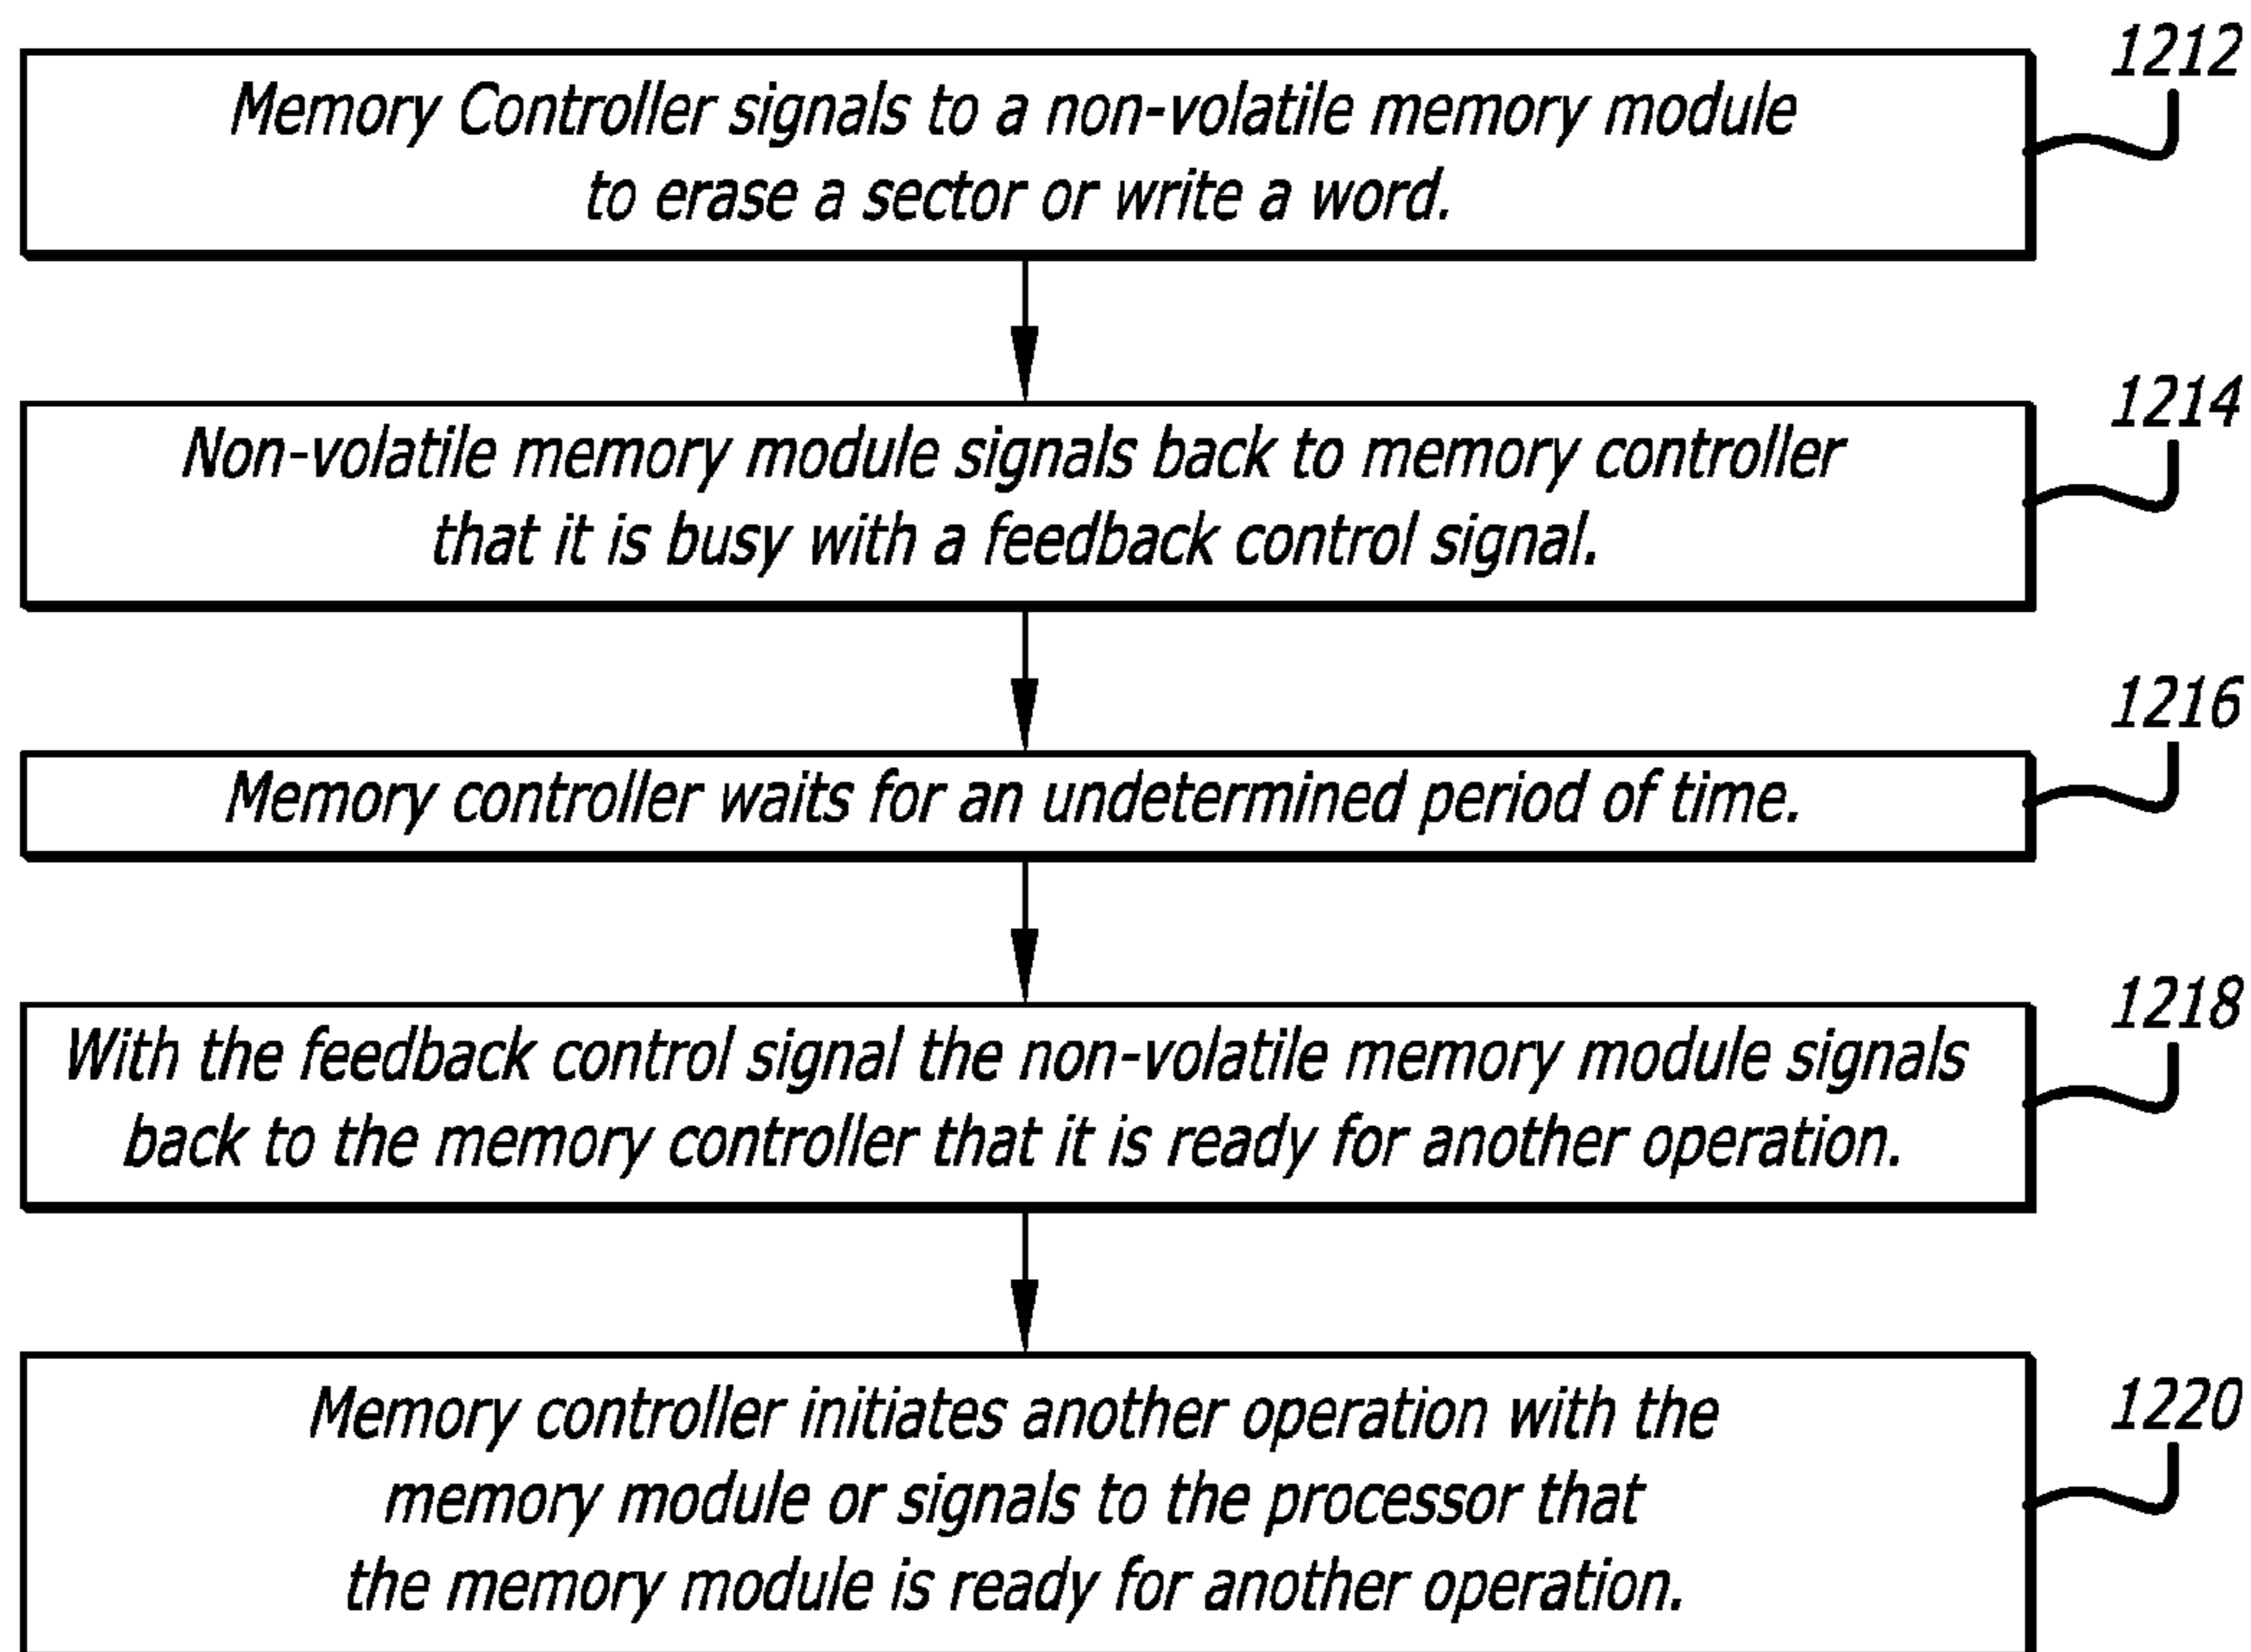 1212
Memory Controller signals to a non-volatile memory module
to erase a sector or write a word.
1214
Non-volatile memory module signals back to memory controller
that it is busy with a feedback control signal.
1216
Memory controller waits for an undetermined period of time.
1218
With the feedback control signal the non-volatile memory module signals
back to the memory controller that it is ready for another operation.
1220
Memory controller initiates another operation with the
memory module or signals to the processor that
the memory module is ready for another operation.